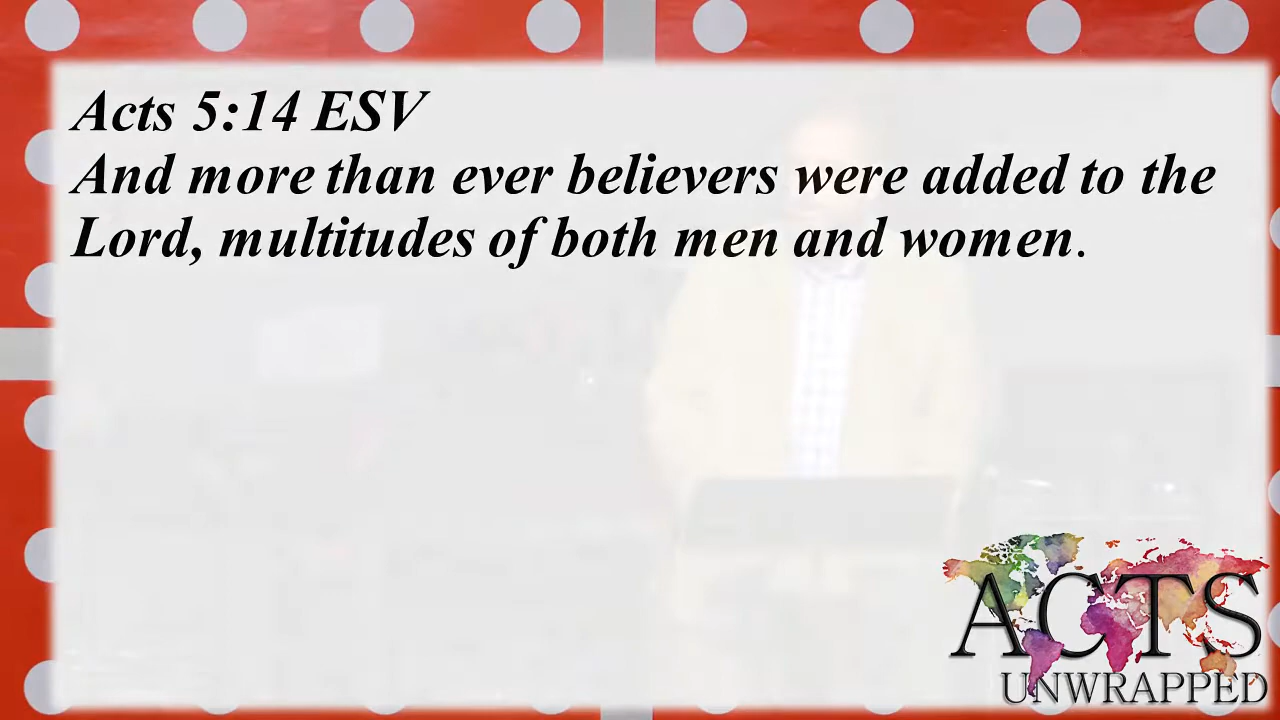 Acts 5:14 ESV
And more than ever believers were added to the
Lord, multitudes of both men and women.
ACTS
UNWRAPPED